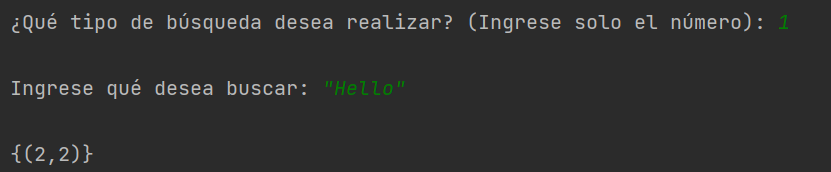 ¿Qué tipo de búsqueda desea realizar? (Ingrese solo el número): 1
Ingrese qué desea buscar: "Hello"
{(2,2)}